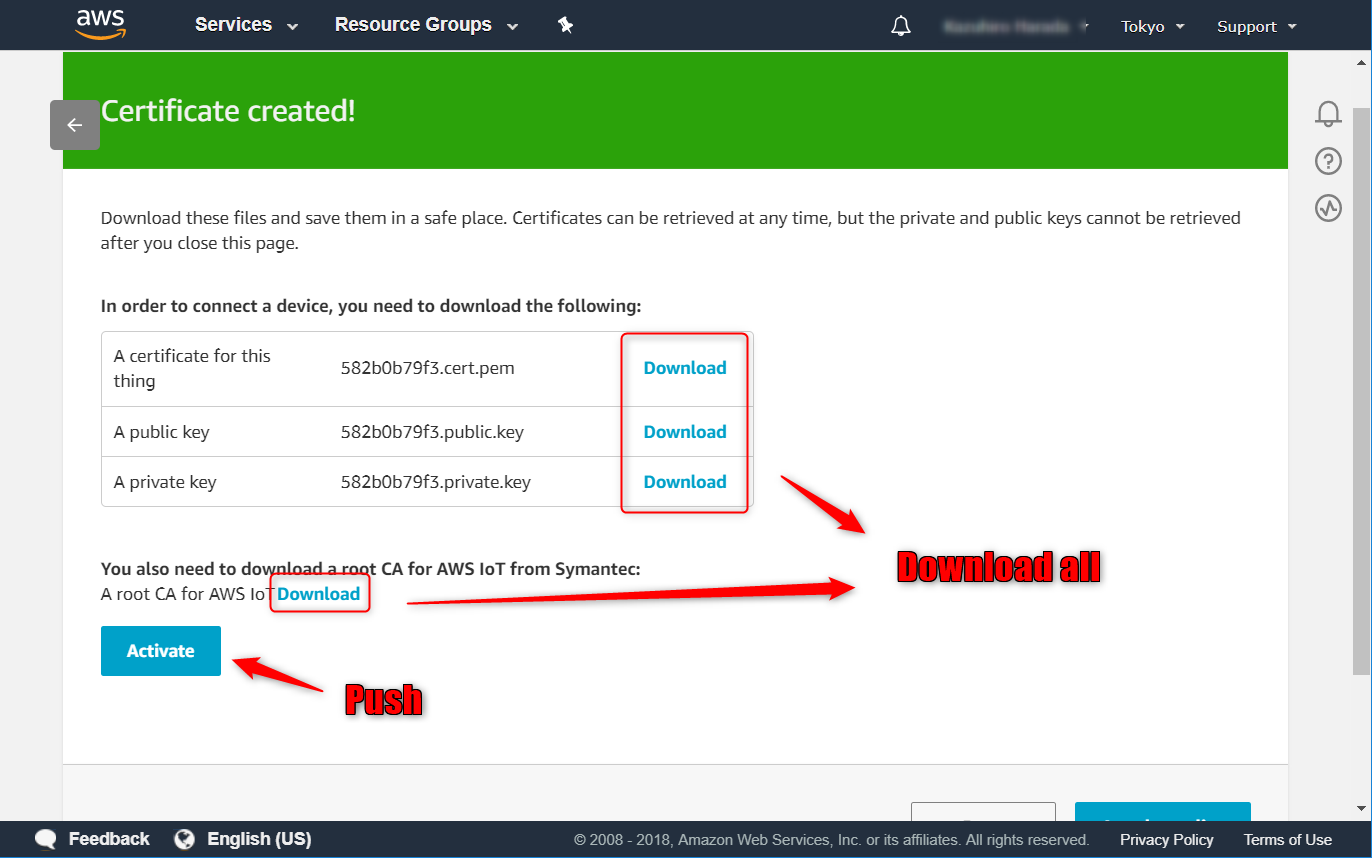 aws
Services
Resource Groups
Tokyo
Support
Certificate created!
Download these files and save them in a safe place. Certificates can be retrieved at any time, but the private and public keys cannot be retrieved
after you close this page.
In order to connect a device, you need to download the following:
A certificate for this
thing
582b0b79f3.cert.pem
Download
A public key
582b0b79f3.public.key
Download
A private key
582b0b79f3.private.key
Download
Download all
You also need to download a root CA for AWS IoT from Symantec:
A root CA for AWS IoT Download
Activate
Push
Feedback
English (US)
© 2008 - 2018, Amazon Web Services, Inc. or its affiliates. All rights reserved.
Privacy Policy
Terms of Use